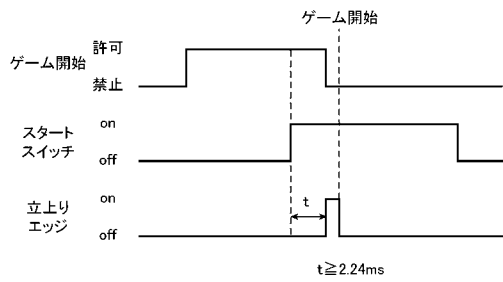 ゲーム開始
許可
ゲーム開始
禁止
on
スタート
スイッチ
off
on
立上り
t
エッジ
off
t≧2.24ms